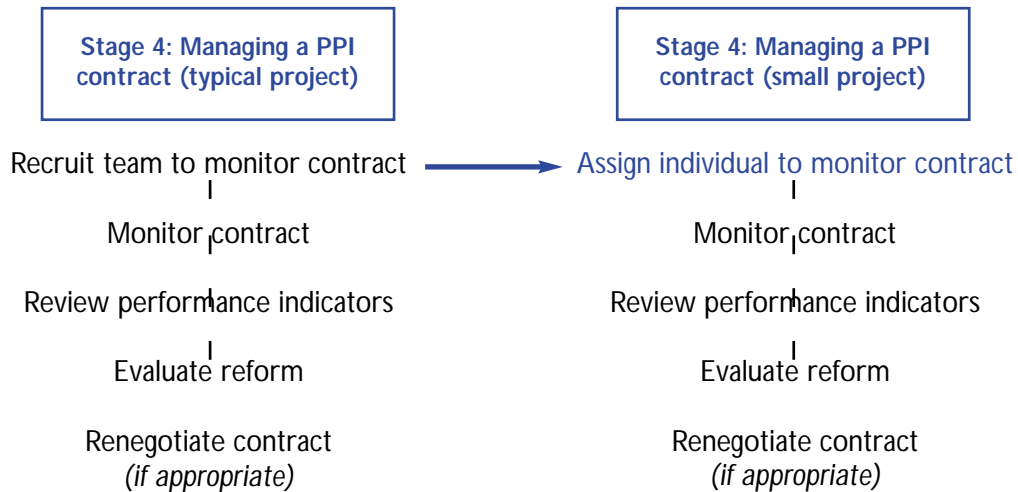 Stage 4: Managing a PPI
contract (typical project)
Stage 4: Managing a PPI
contract (small project)
Recruit team to monitor contract
Assign individual to monitor contract
Monitor contract
Monitor contract
Review performance indicators
Review performance indicators
Evaluate reform
Evaluate reform
Renegotiate contract
(if appropriate)
Renegotiate contract
(if appropriate)